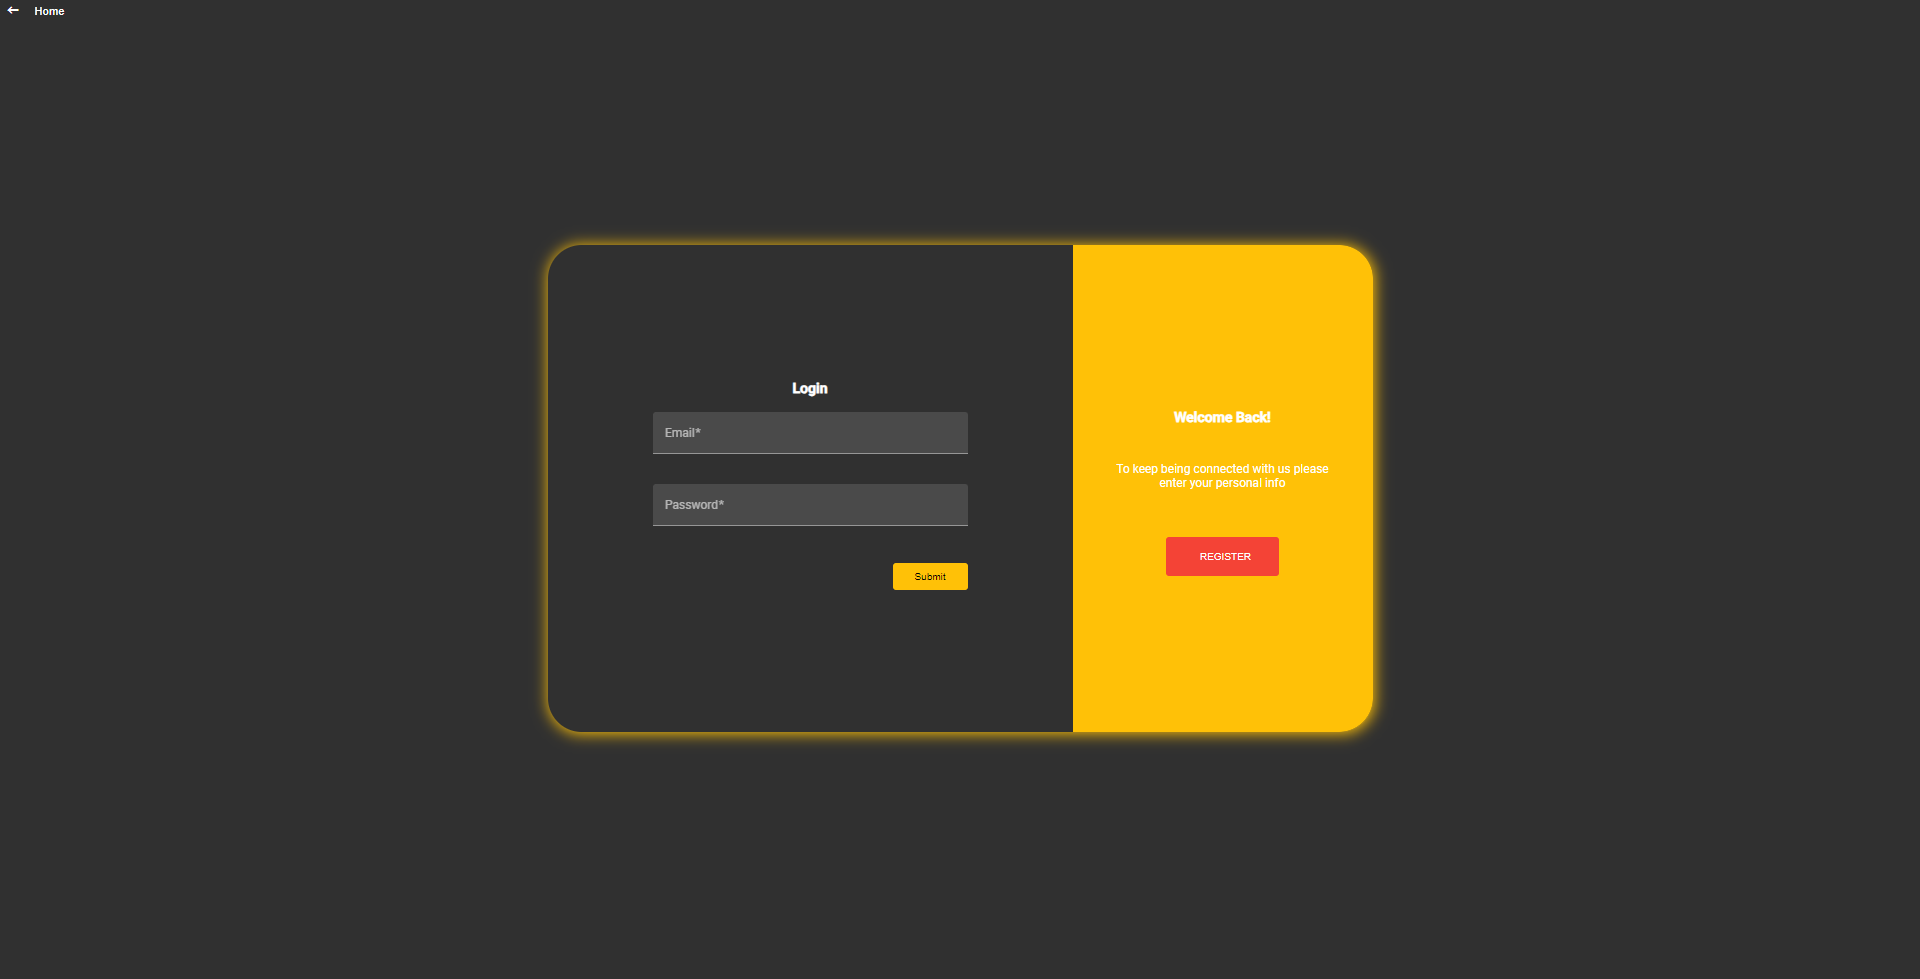 Home
Login
Email*
Password*
Submit
Welcome Back!
To keep being connected with us please
enter your personal info
REGISTER